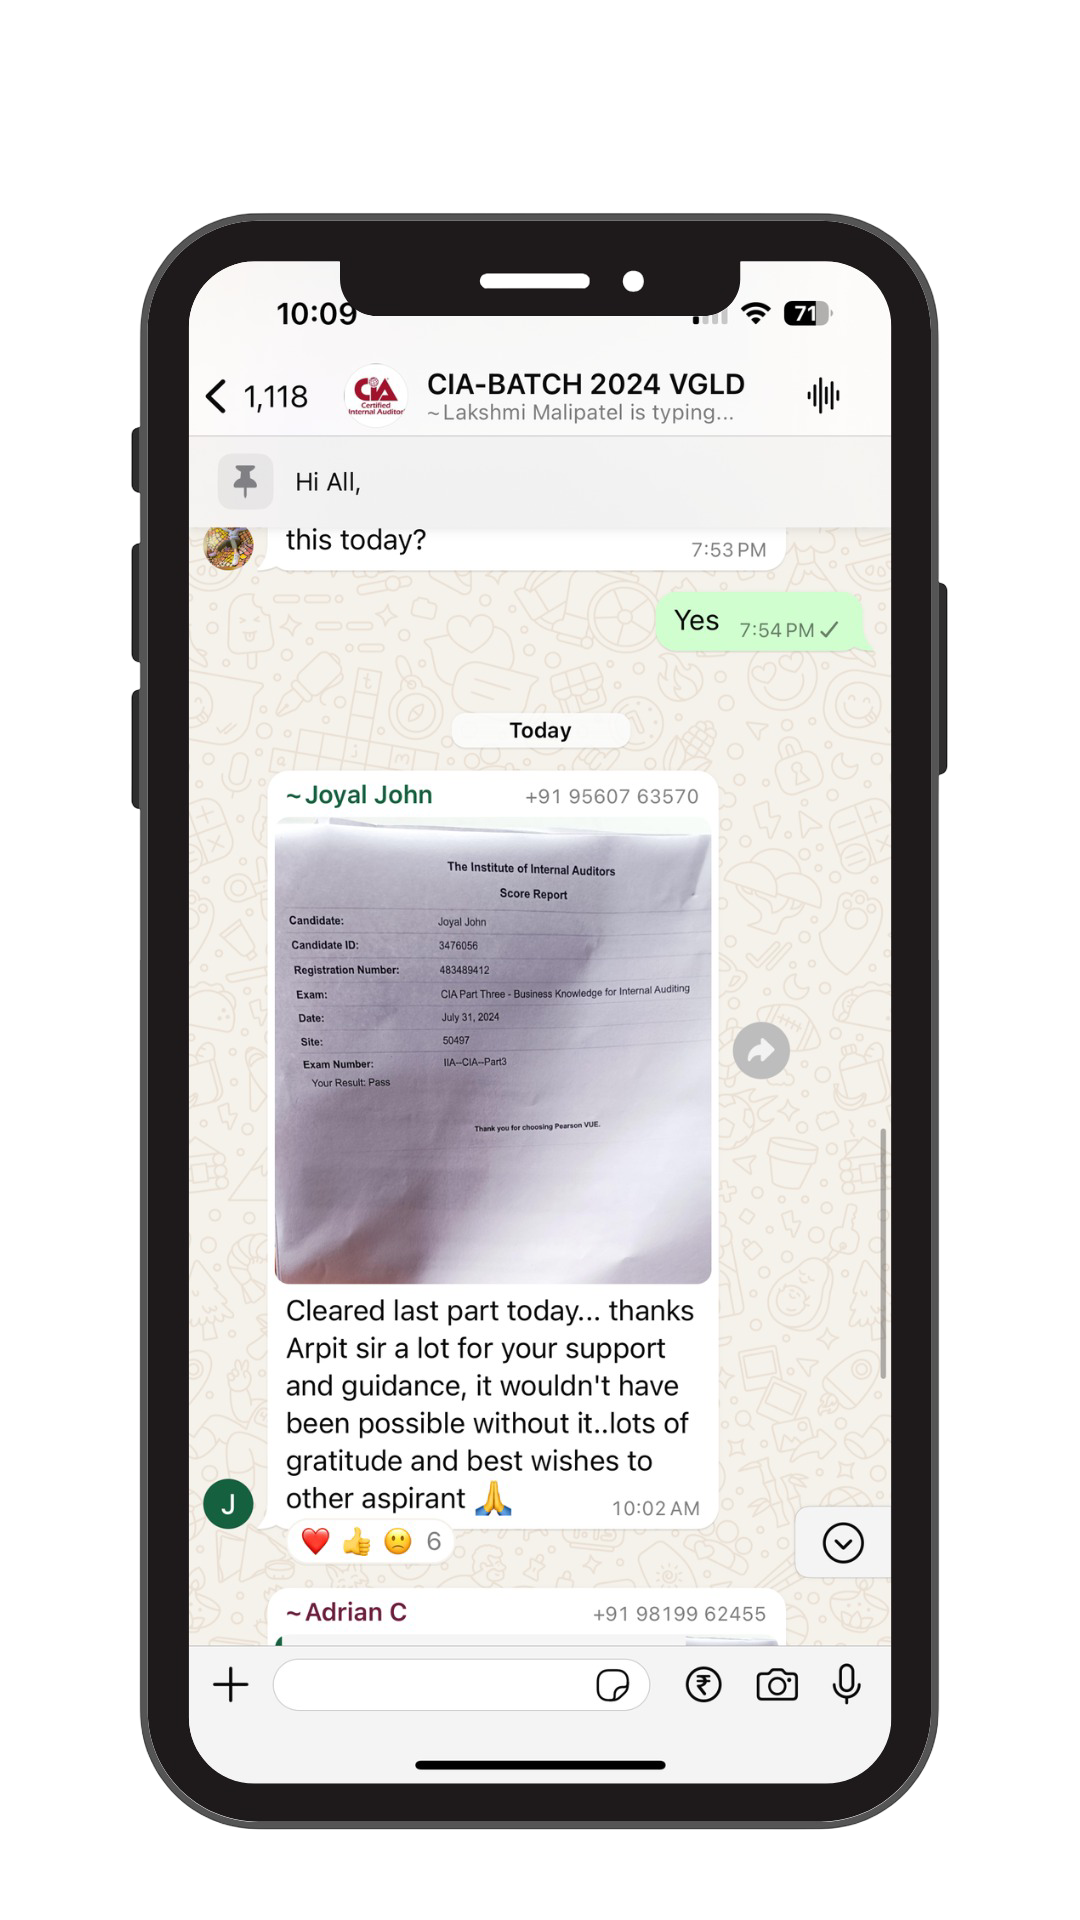 10:09
71
1,118
CIA
Certified
Internal Auditor
CIA-BATCH 2024 VGLD
~Lakshmi Malipatel is typing...
Hi All,
this today?
7:53 PM
Yes 7:54 PM
Today
~Joyal John +91 95607 63570
The Institute of Internal Auditors
Score Report
Candidate: Joyal John
Candidate ID: 3476056
Registration Number: 483489412
Exam: CIA Part Three - Business Knowledge for Internal Auditing
Date: July 31, 2024
Site: 50497
Exam Number: IIA--CIA--Part3
Your Result: Pass
Thank you for choosing Pearson VUE.
Cleared last part today... thanks
Arpit sir a lot for your support
and guidance, it wouldn't have
been possible without it..lots of
gratitude and best wishes to
other aspirant 🙏 10:02 AM
J
❤️ 👍 🙁 6
~Adrian C +91 98199 62455